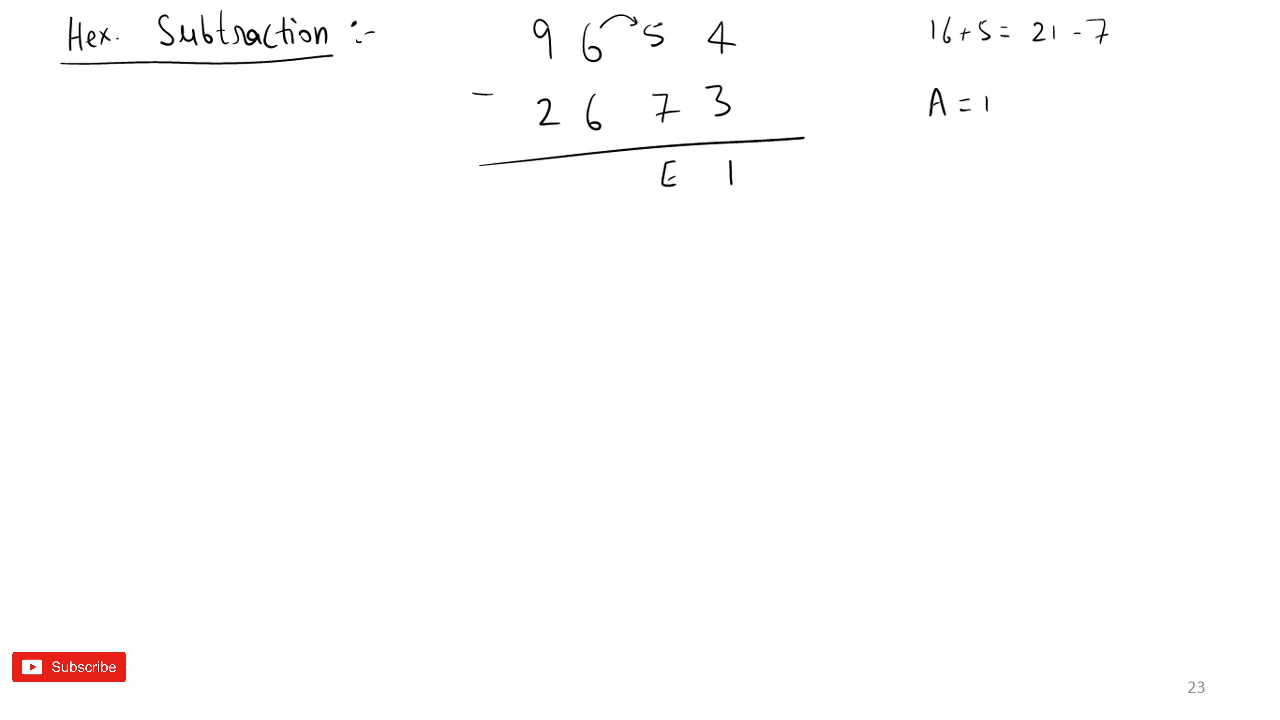 Hex. Subtraction :-
9 6 5 4
- 2 6 7 3
E 1
16+5= 21 - 7
A = 1
Subscribe
23